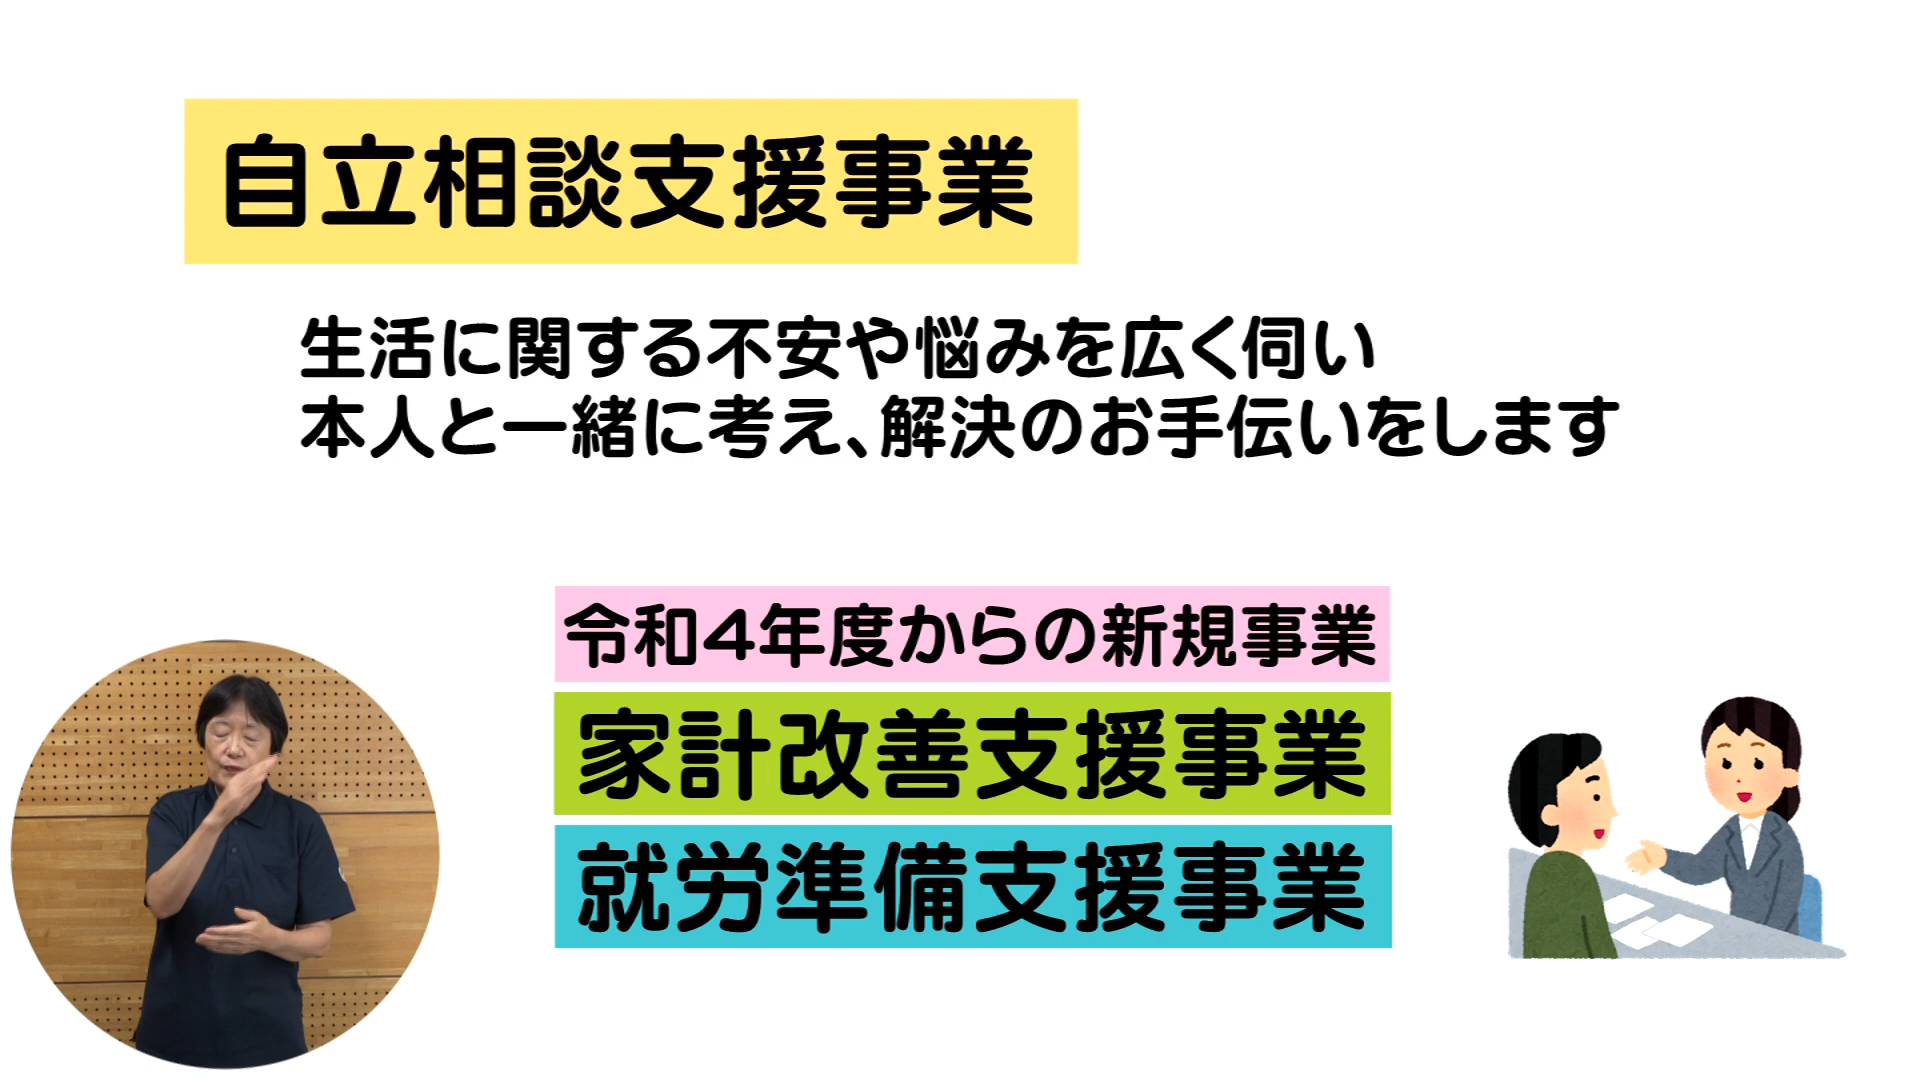 自立相談支援事業
生活に関する不安や悩みを広く伺い
本人と一緒に考え、解決のお手伝いをします
令和4年度からの新規事業
家計改善支援事業
就労準備支援事業